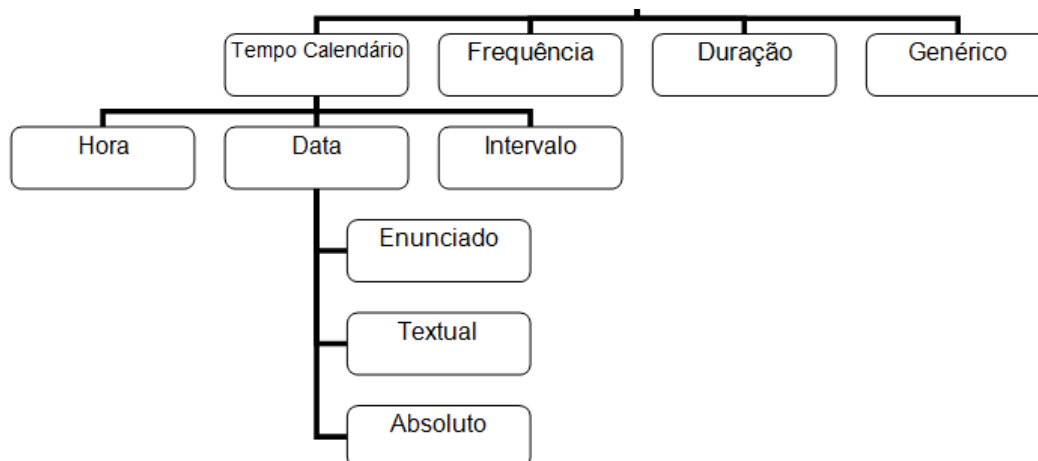 Tempo Calendário
Frequência
Duração
Genérico
Hora
Data
Intervalo
Enunciado
Textual
Absoluto